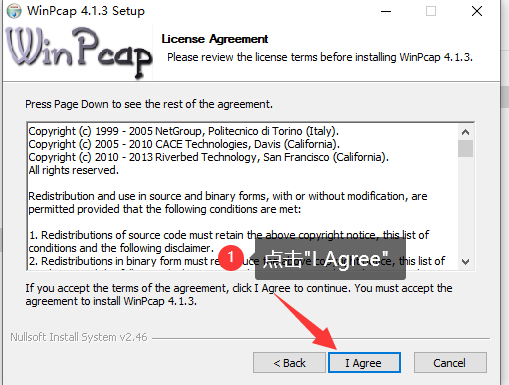 WinPcap 4.1.3 Setup
WinPcap
License Agreement
Please review the license terms before installing WinPcap 4.1.3.
Press Page Down to see the rest of the agreement.
Copyright (c) 1999 - 2005 NetGroup, Politecnico di Torino (Italy).
Copyright (c) 2005 - 2010 CACE Technologies, Davis (California).
Copyright (c) 2010 - 2013 Riverbed Technology, San Francisco (California).
All rights reserved.
Redistribution and use in source and binary forms, with or without modification, are
permitted provided that the following conditions are met:
1. Redistributions of source code must retain the above copyright notice, this list of
conditions and the following disclaimer.
1 点击"I Agree"
2. Redistributions in binary form must notice, this list of
If you accept the terms of the agreement, click I Agree to continue. You must accept the
agreement to install WinPcap 4.1.3.
Nullsoft Install System v2.46
< Back
I Agree
Cancel